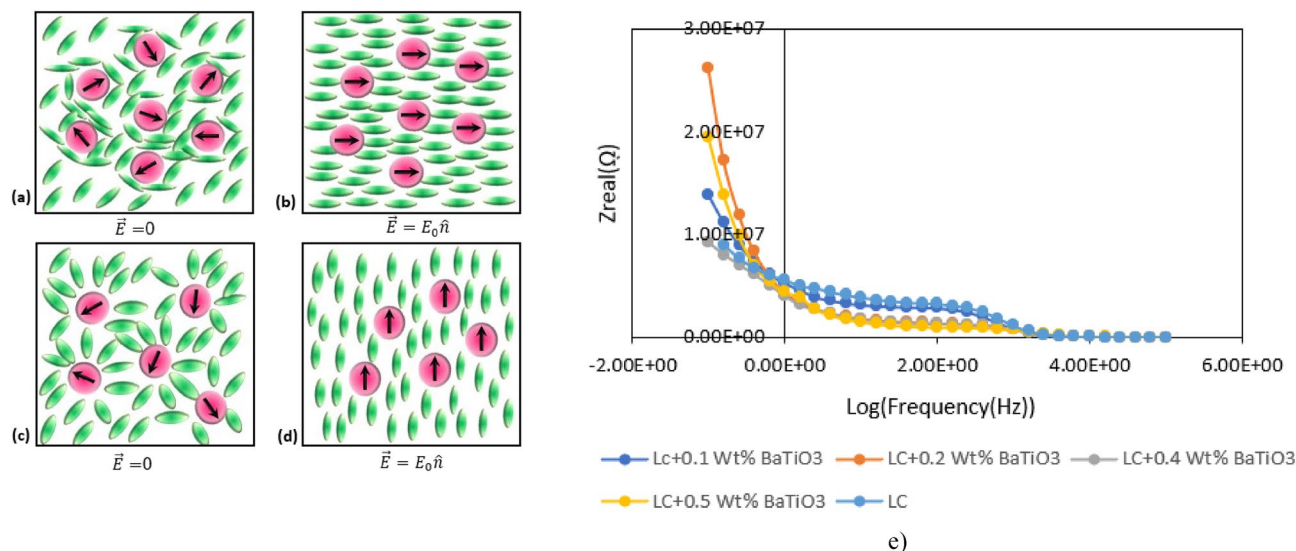 (a)
(b)
E⃗ =0
E⃗ = E₀n̂
(c)
(d)
E⃗ =0
E⃗ = E₀n̂
3.00E+07
2.00E+07
1.00E+07
0.00E+00
Zreal(Ω)
-2.00E+00 0.00E+00 2.00E+00 4.00E+00 6.00E+00
Log(Frequency(Hz))
Lc+0.1 Wt% BaTiO3 LC+0.2 Wt% BaTiO3 LC+0.4 Wt% BaTiO3
LC+0.5 Wt% BaTiO3 LC
e)